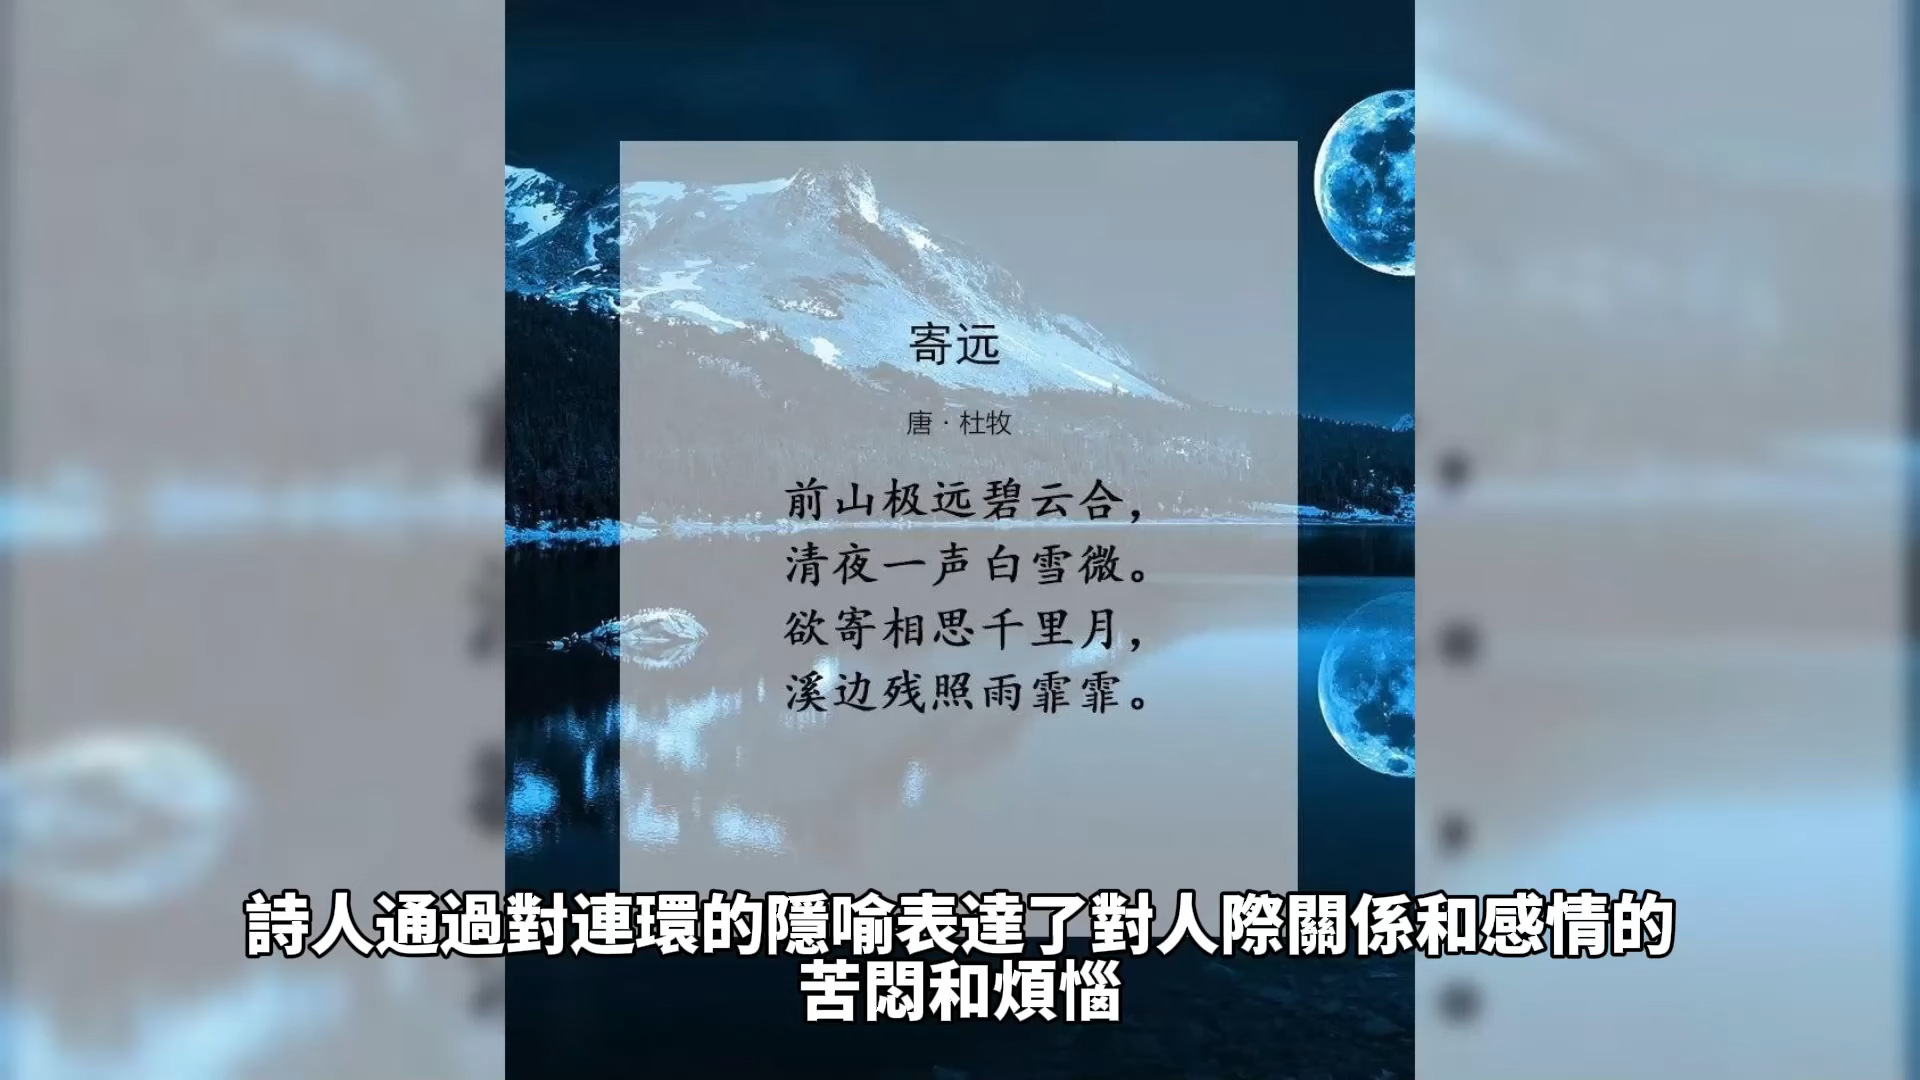 寄远
唐·杜牧
前山极远碧云合，
清夜一声白雪微。
欲寄相思千里月，
溪边残照雨霏霏。
詩人通過對連環的隱喻表達了對人際關係和感情的
苦悶和煩惱